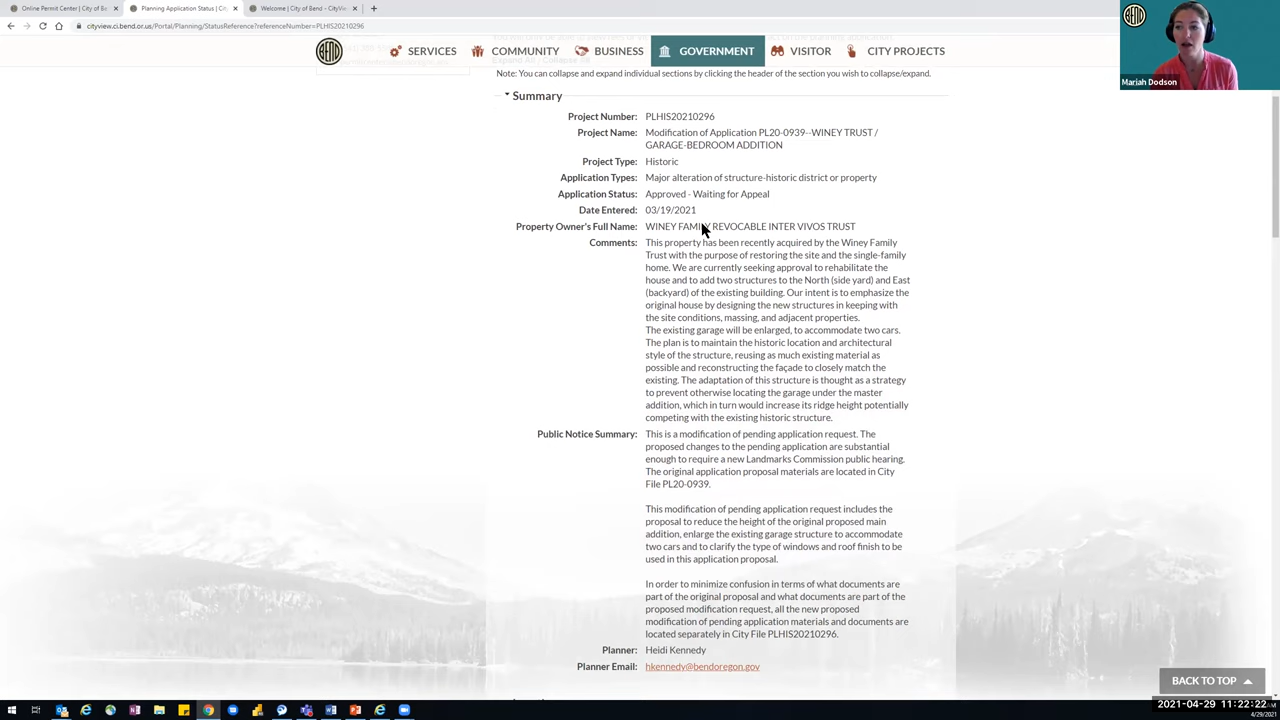 Online Permit Center | City of Be
Planning Application Status | Cit
Welcome | City of Bend - CityVie
cityview.ci.bend.or.us/Portal/Planning/StatusReference?referenceNumber=PLHIS20210296
BEND
SERVICES
COMMUNITY
BUSINESS
GOVERNMENT
VISITOR
CITY PROJECTS
BEND
Mariah Dodson
Expand All / Collapse All
Note: You can collapse and expand individual sections by clicking the header of the section you wish to collapse/expand.
Summary
Project Number: PLHIS20210296
Project Name: Modification of Application PL20-0939--WINEY TRUST /
GARAGE-BEDROOM ADDITION
Project Type: Historic
Application Types: Major alteration of structure-historic district or property
Application Status: Approved - Waiting for Appeal
Date Entered: 03/19/2021
Property Owner's Full Name: WINEY FAMILY REVOCABLE INTER VIVOS TRUST
Comments: This property has been recently acquired by the Winey Family
Trust with the purpose of restoring the site and the single-family
home. We are currently seeking approval to rehabilitate the
house and to add two structures to the North (side yard) and East
(backyard) of the existing building. Our intent is to emphasize the
original house by designing the new structures in keeping with
the site conditions, massing, and adjacent properties.
The existing garage will be enlarged, to accommodate two cars.
The plan is to maintain the historic location and architectural
style of the structure, reusing as much existing material as
possible and reconstructing the façade to closely match the
existing. The adaptation of this structure is thought as a strategy
to prevent otherwise locating the garage under the master
addition, which in turn would increase its ridge height potentially
competing with the existing historic structure.
Public Notice Summary: This is a modification of pending application request. The
proposed changes to the pending application are substantial
enough to require a new Landmarks Commission public hearing.
The original application proposal materials are located in City
File PL20-0939.
This modification of pending application request includes the
proposal to reduce the height of the original proposed main
addition, enlarge the existing garage structure to accommodate
two cars and to clarify the type of windows and roof finish to be
used in this application proposal.
In order to minimize confusion in terms of what documents are
part of the original proposal and what documents are part of the
proposed modification request, all the new proposed
modification of pending application materials and documents are
located separately in City File PLHIS20210296.
Planner: Heidi Kennedy
Planner Email: hkennedy@bendoregon.gov
BACK TO TOP
2021-04-29 11:22:22
4/29/2021